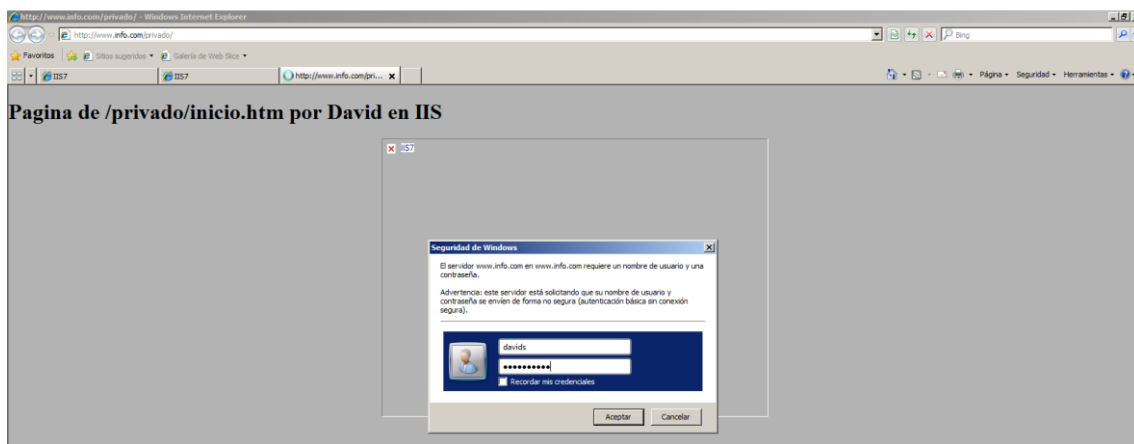 http://www.info.com/privado/ - Windows Internet Explorer
http://www.info.com/privado/
Bing
Favoritos Sitios sugeridos Galería de Web Slice
IIS7 IIS7 http://www.info.com/pri... Página Seguridad Herramientas
Pagina de /privado/inicio.htm por David en IIS
IIS7
Seguridad de Windows
El servidor www.info.com en www.info.com requiere un nombre de usuario y una
contraseña.
Advertencia: este servidor está solicitando que su nombre de usuario y
contraseña se envíen de forma no segura (autenticación básica sin conexión
segura).
davids
••••••••••
Recordar mis credenciales
Aceptar Cancelar